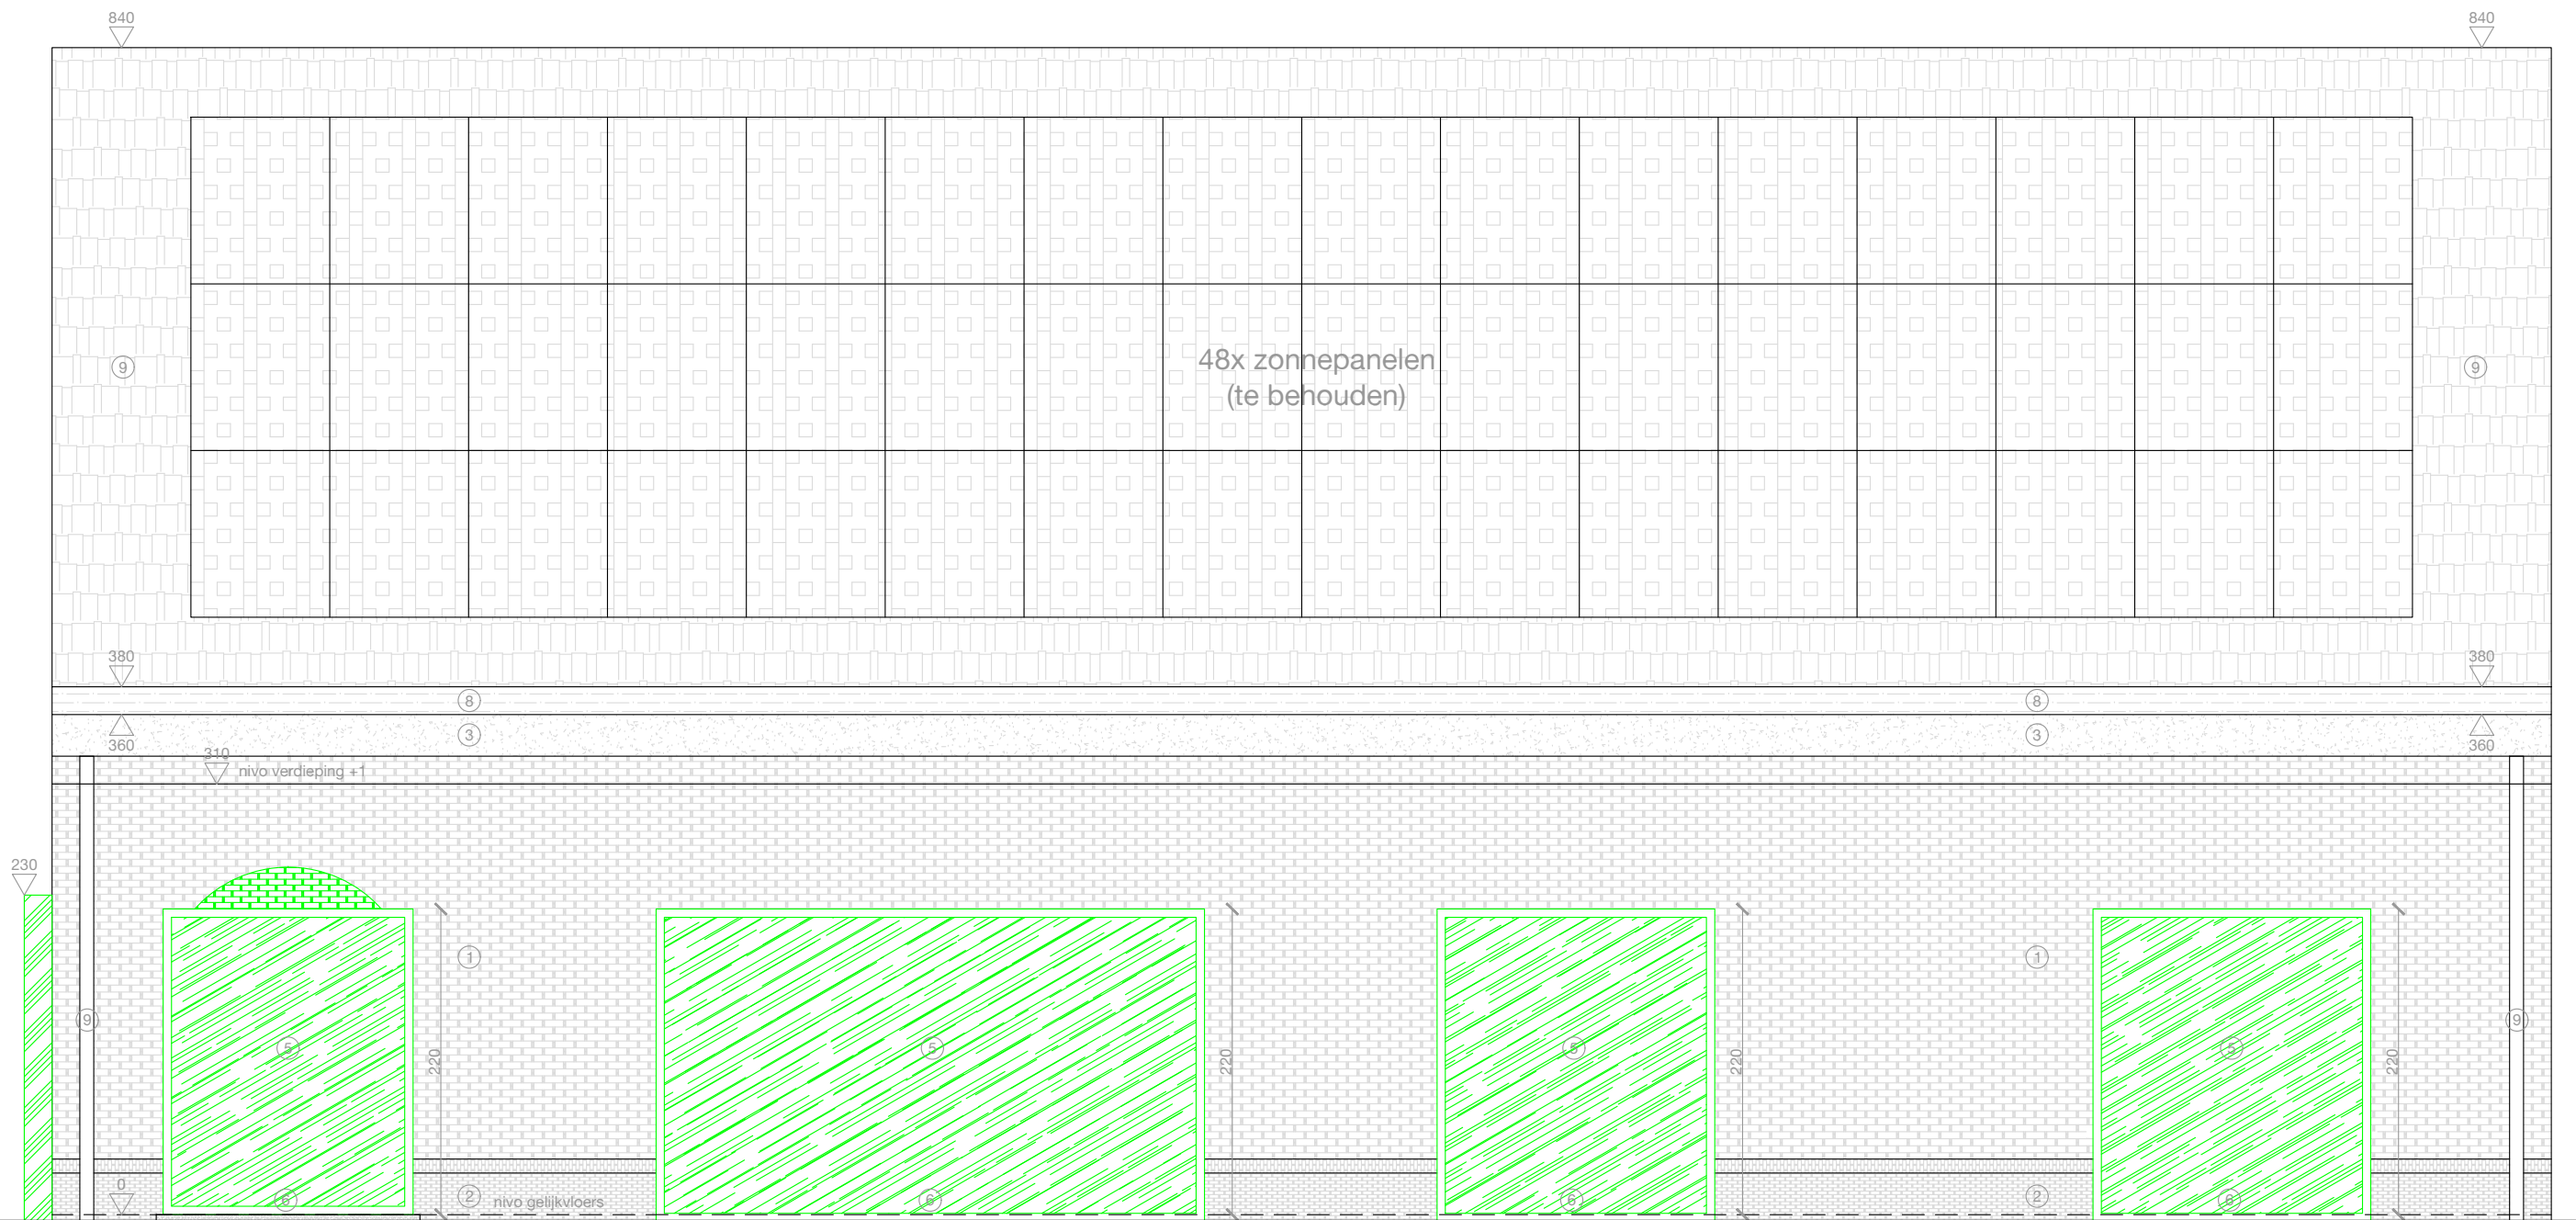 840 840
9 48x zonnepanelen 9
(te behouden)
380 380
8 8
3 3
360 360
310 nivo verdieping +1
230
1 1
9 9
5 5 5 5
220 220 220 220
0
2 nivo gelijkvloers 2
6 6 6 6